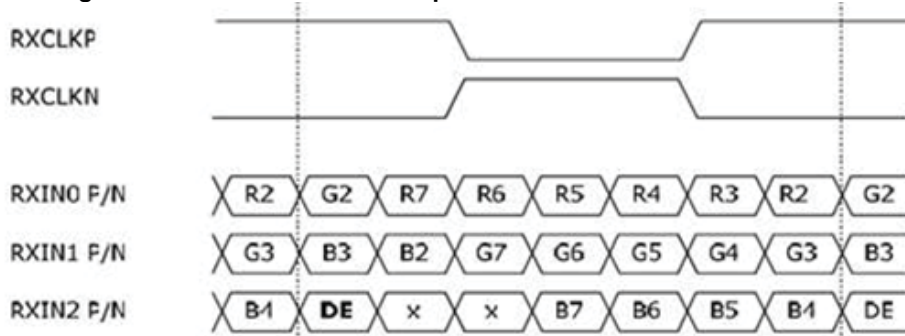 RXCLKP
RXCLKN
RXIN0 P/N R2 G2 R7 R6 R5 R4 R3 R2 G2
RXIN1 P/N G3 B3 B2 G7 G6 G5 G4 G3 B3
RXIN2 P/N B4 DE x x B7 B6 B5 B4 DE